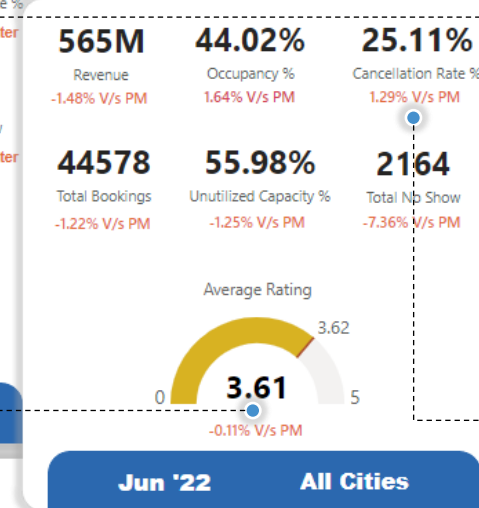 e %
ter
565M 44.02% 25.11%
Revenue Occupancy % Cancellation Rate %
-1.48% V/s PM 1.64% V/s PM 1.29% V/s PM
ter
44578 55.98% 2164
Total Bookings Unutilized Capacity % Total No Show
-1.22% V/s PM -1.25% V/s PM -7.36% V/s PM
Average Rating
3.62
3.61
0 5
-0.11% V/s PM
Jun '22 All Cities